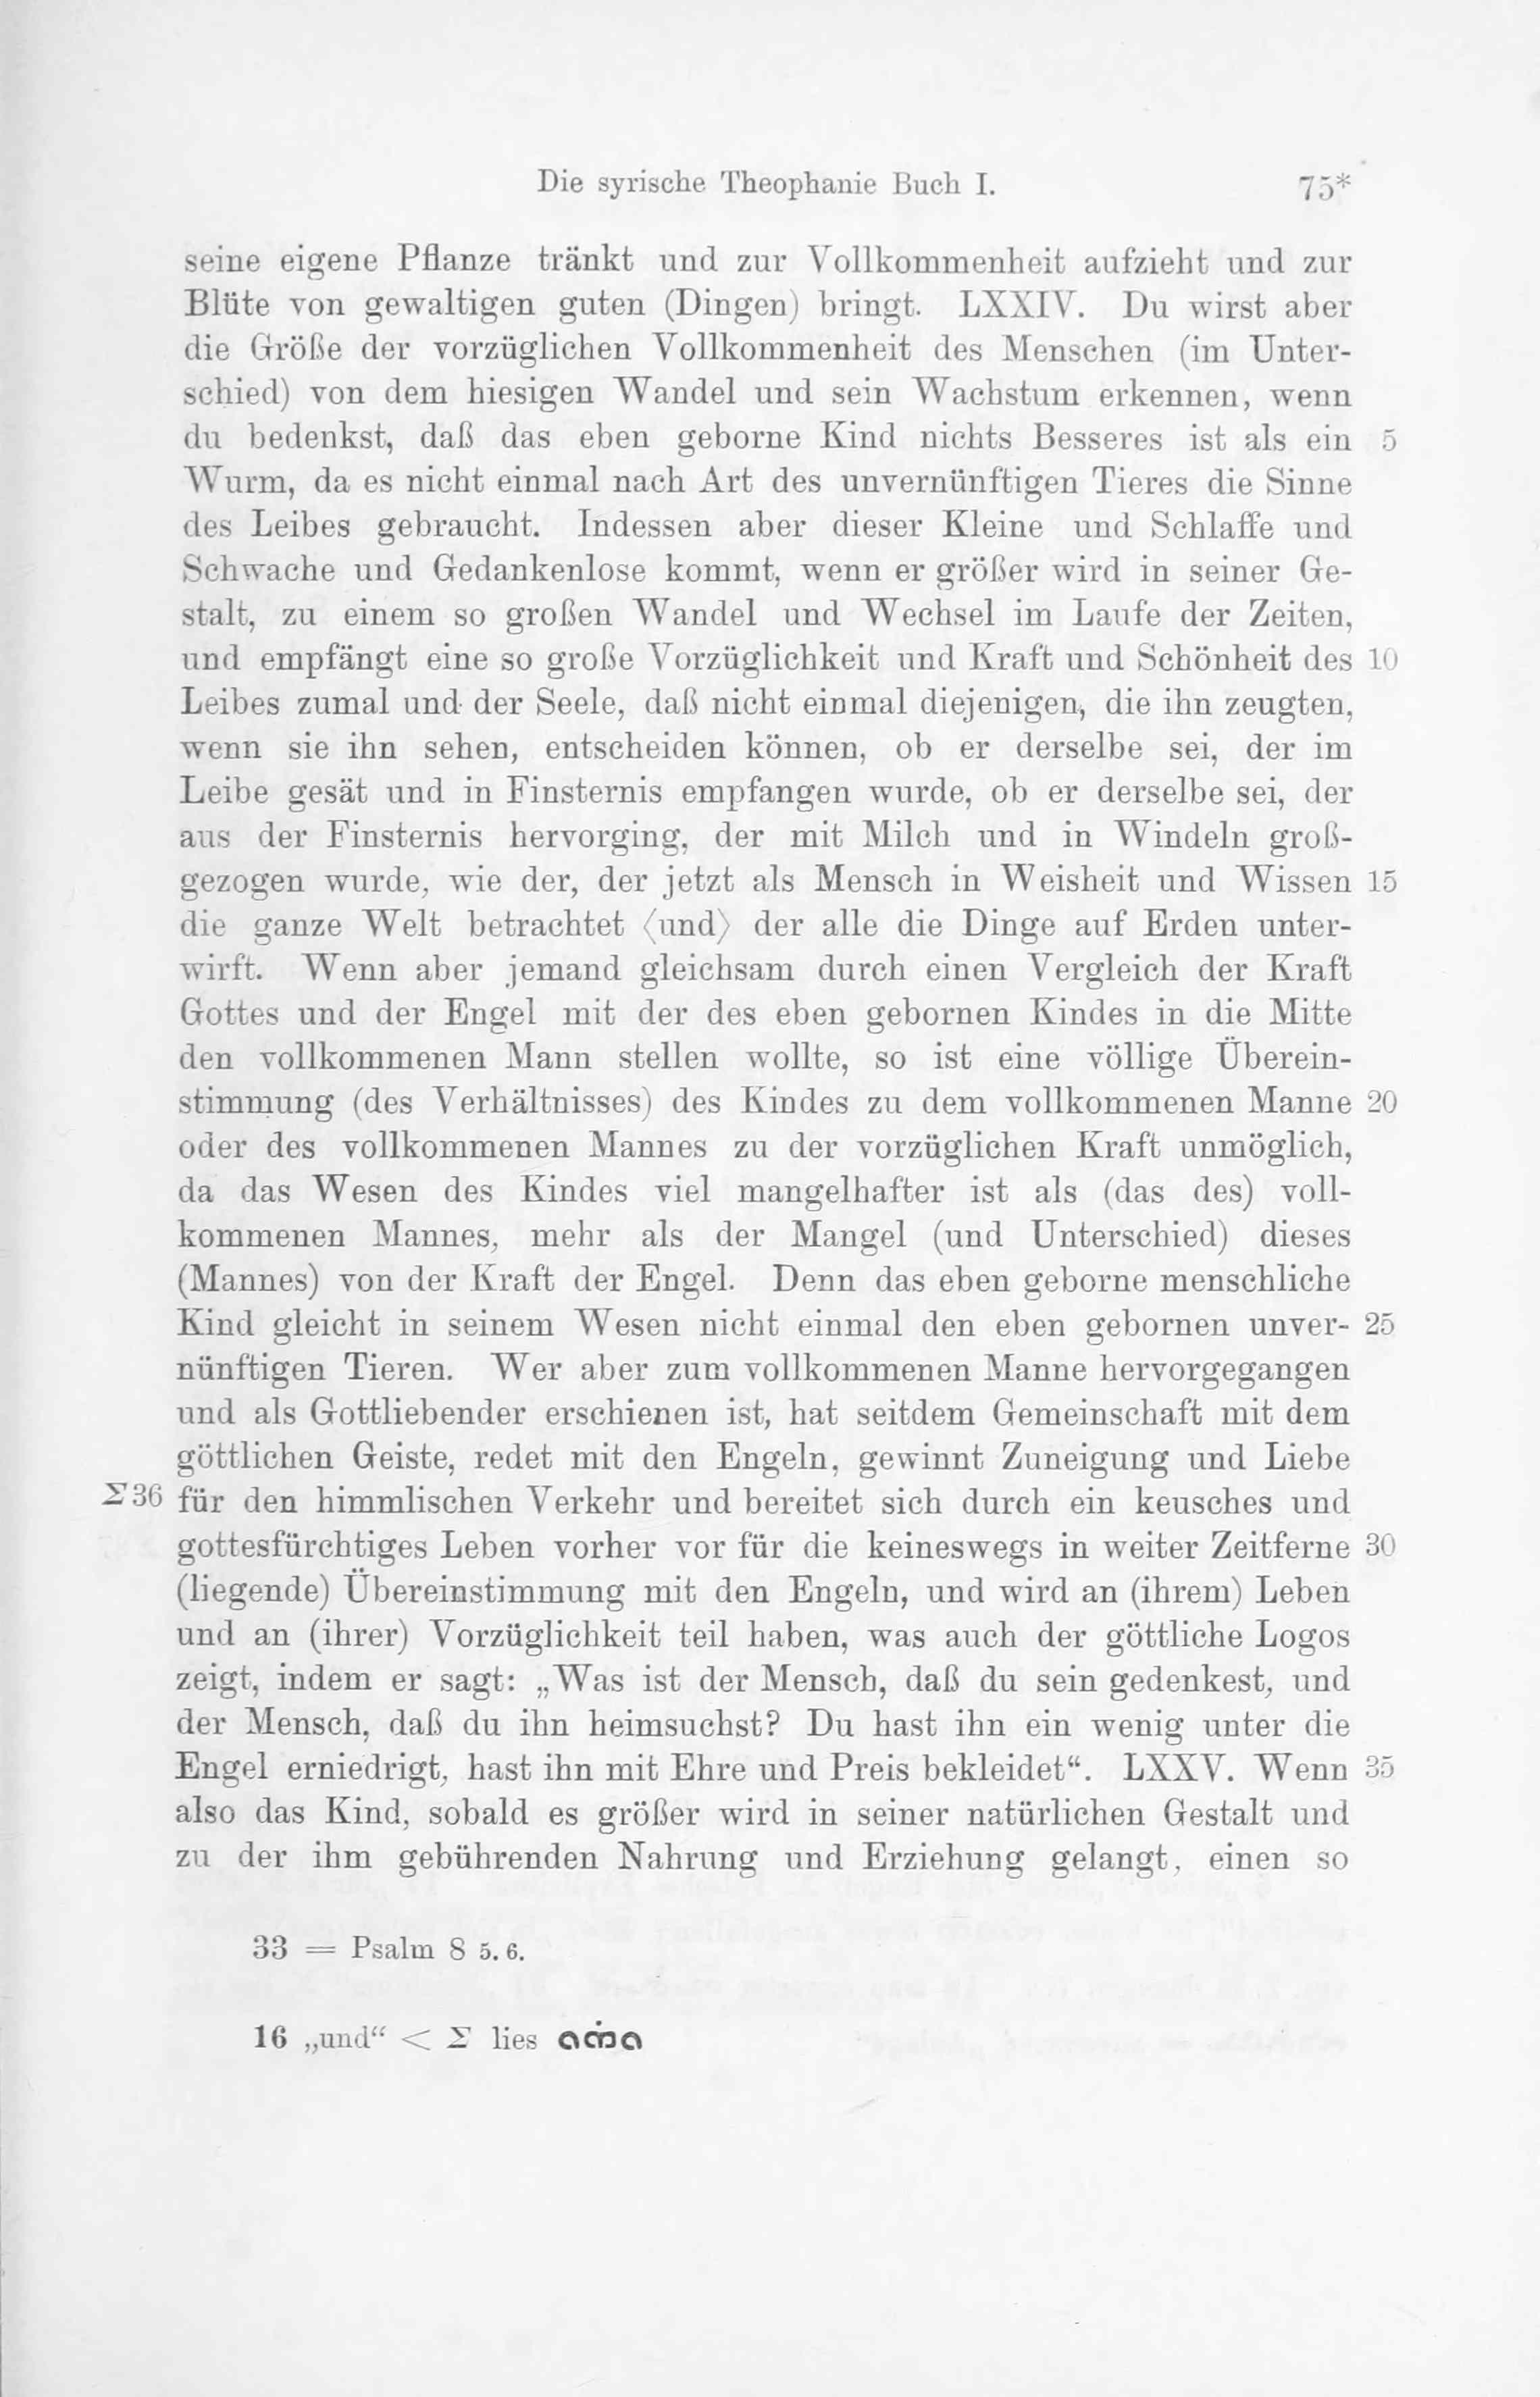 Die syrische Theophanie Buch I. 75*
seine eigene Pflanze tränkt und zur Vollkommenheit aufzieht und zur
Blüte von gewaltigen guten (Dingen) bringt. LXXIV. Du wirst aber
die Größe der vorzüglichen Vollkommenheit des Menschen (im Unter-
schied) von dem hiesigen Wandel und sein Wachstum erkennen, wenn
du bedenkst, daß das eben geborne Kind nichts Besseres ist als ein 5
Wurm, da es nicht einmal nach Art des unvernünftigen Tieres die Sinne
des Leibes gebraucht. Indessen aber dieser Kleine und Schlaffe und
Schwache und Gedankenlose kommt, wenn er größer wird in seiner Ge-
stalt, zu einem so großen Wandel und Wechsel im Laufe der Zeiten,
und empfängt eine so große Vorzüglichkeit und Kraft und Schönheit des 10
Leibes zumal und der Seele, daß nicht einmal diejenigen, die ihn zeugten,
wenn sie ihn sehen, entscheiden können, ob er derselbe sei, der im
Leibe gesät und in Finsternis empfangen wurde, ob er derselbe sei, der
aus der Finsternis hervorging, der mit Milch und in Windeln groß-
gezogen wurde, wie der, der jetzt als Mensch in Weisheit und Wissen 15
die ganze Welt betrachtet ⟨und⟩ der alle die Dinge auf Erden unter-
wirft. Wenn aber jemand gleichsam durch einen Vergleich der Kraft
Gottes und der Engel mit der des eben gebornen Kindes in die Mitte
den vollkommenen Mann stellen wollte, so ist eine völlige Überein-
stimmung (des Verhältnisses) des Kindes zu dem vollkommenen Manne 20
oder des vollkommenen Mannes zu der vorzüglichen Kraft unmöglich,
da das Wesen des Kindes viel mangelhafter ist als (das des) voll-
kommenen Mannes, mehr als der Mangel (und Unterschied) dieses
(Mannes) von der Kraft der Engel. Denn das eben geborne menschliche
Kind gleicht in seinem Wesen nicht einmal den eben gebornen unver- 25
nünftigen Tieren. Wer aber zum vollkommenen Manne hervorgegangen
und als Gottliebender erschienen ist, hat seitdem Gemeinschaft mit dem
göttlichen Geiste, redet mit den Engeln, gewinnt Zuneigung und Liebe
Σ 36 für den himmlischen Verkehr und bereitet sich durch ein keusches und
gottesfürchtiges Leben vorher vor für die keineswegs in weiter Zeitferne 30
(liegende) Übereinstimmung mit den Engeln, und wird an (ihrem) Leben
und an (ihrer) Vorzüglichkeit teil haben, was auch der göttliche Logos
zeigt, indem er sagt: „Was ist der Mensch, daß du sein gedenkest, und
der Mensch, daß du ihn heimsuchst? Du hast ihn ein wenig unter die
Engel erniedrigt, hast ihn mit Ehre und Preis bekleidet“. LXXV. Wenn 35
also das Kind, sobald es größer wird in seiner natürlichen Gestalt und
zu der ihm gebührenden Nahrung und Erziehung gelangt, einen so
33 = Psalm 8 5. 6.
16 „und“ < Σ lies ܘܗ̇ܘ